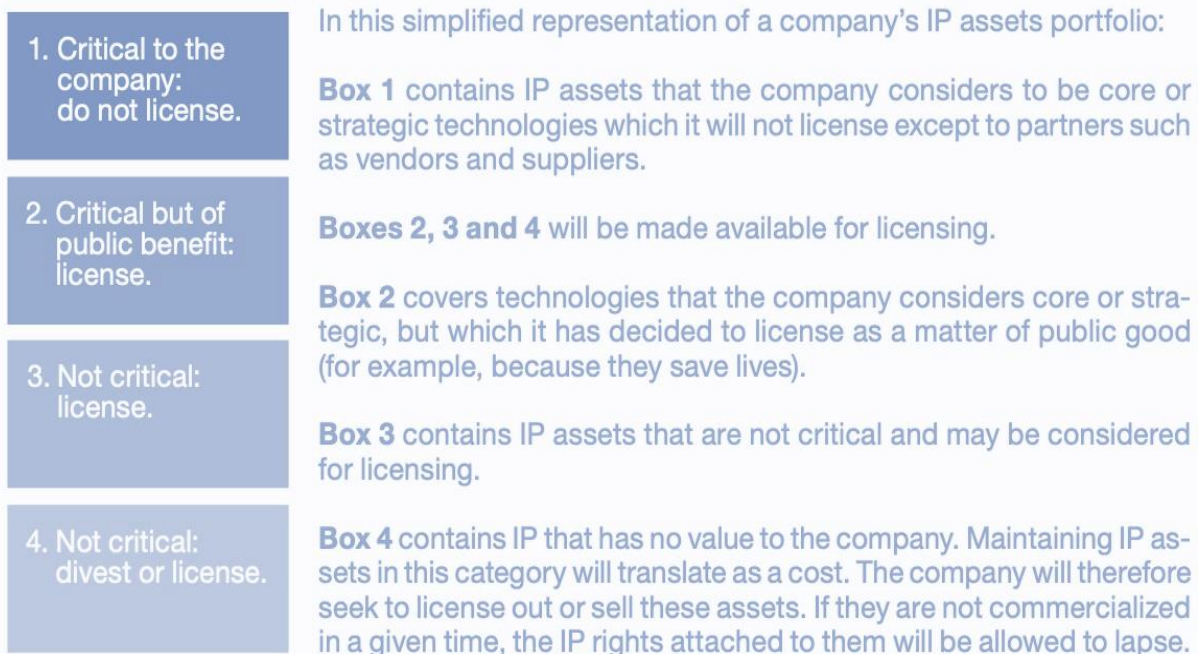 1. Critical to the
company:
do not license.
2. Critical but of
public benefit:
license.
3. Not critical:
license.
4. Not critical:
divest or license.
In this simplified representation of a company’s IP assets portfolio:
Box 1 contains IP assets that the company considers to be core or
strategic technologies which it will not license except to partners such
as vendors and suppliers.
Boxes 2, 3 and 4 will be made available for licensing.
Box 2 covers technologies that the company considers core or stra-
tegic, but which it has decided to license as a matter of public good
(for example, because they save lives).
Box 3 contains IP assets that are not critical and may be considered
for licensing.
Box 4 contains IP that has no value to the company. Maintaining IP as-
sets in this category will translate as a cost. The company will therefore
seek to license out or sell these assets. If they are not commercialized
in a given time, the IP rights attached to them will be allowed to lapse.